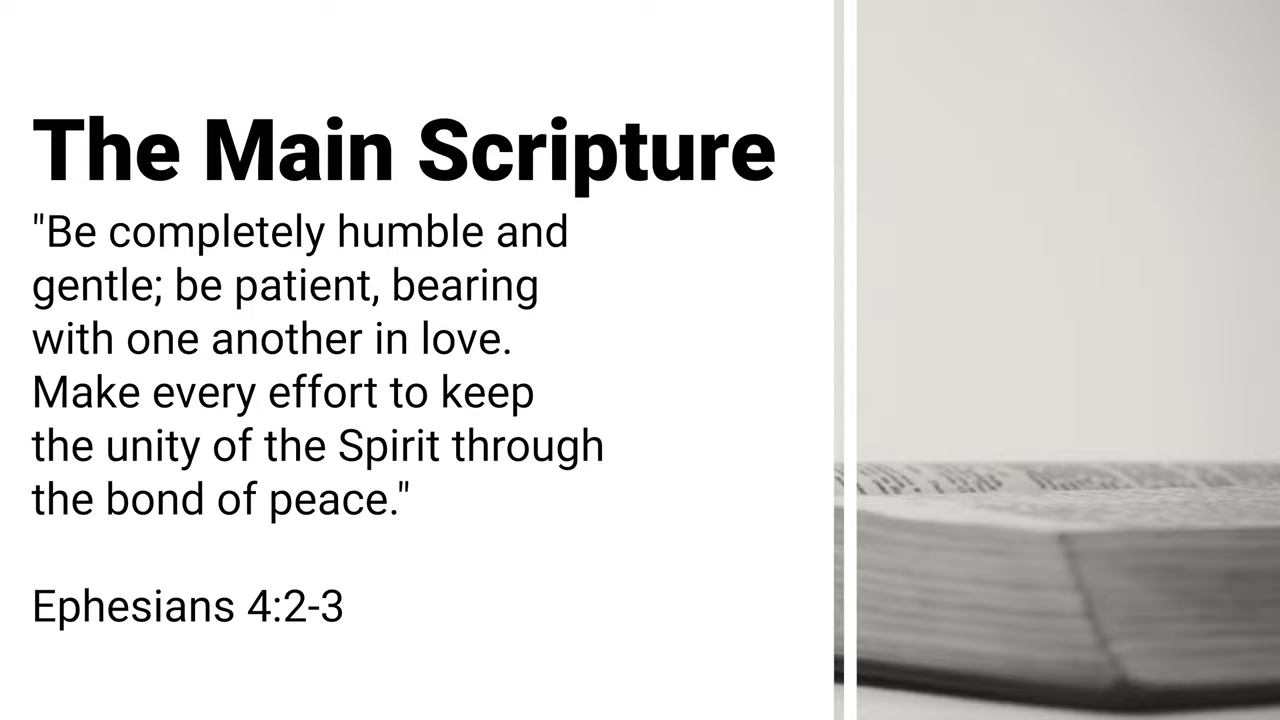 The Main Scripture
"Be completely humble and
gentle; be patient, bearing
with one another in love.
Make every effort to keep
the unity of the Spirit through
the bond of peace."
Ephesians 4:2-3